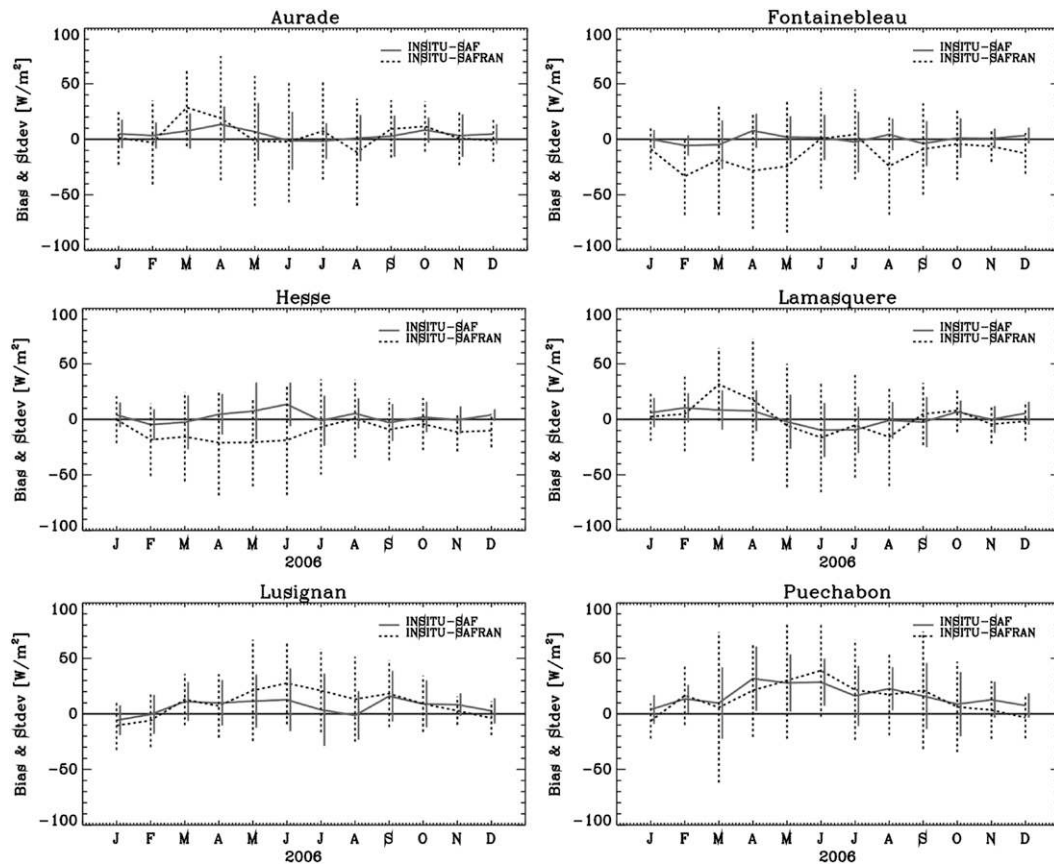 Aurade
Bias & Stdev [W/m²]
100
50
0
-50
-100
INSITU-SAF
INSITU-SAFRAN
J F M A M J J A S O N D
Fontainebleau
Bias & Stdev [W/m²]
100
50
0
-50
-100
INSITU-SAF
INSITU-SAFRAN
J F M A M J J A S O N D
Hesse
Bias & Stdev [W/m²]
100
50
0
-50
-100
INSITU-SAF
INSITU-SAFRAN
J F M A M J J A S O N D
2006
Lamasquere
Bias & Stdev [W/m²]
100
50
0
-50
-100
INSITU-SAF
INSITU-SAFRAN
J F M A M J J A S O N D
2006
Lusignan
Bias & Stdev [W/m²]
100
50
0
-50
-100
INSITU-SAF
INSITU-SAFRAN
J F M A M J J A S O N D
2006
Puechabon
Bias & Stdev [W/m²]
100
50
0
-50
-100
INSITU-SAF
INSITU-SAFRAN
J F M A M J J A S O N D
2006